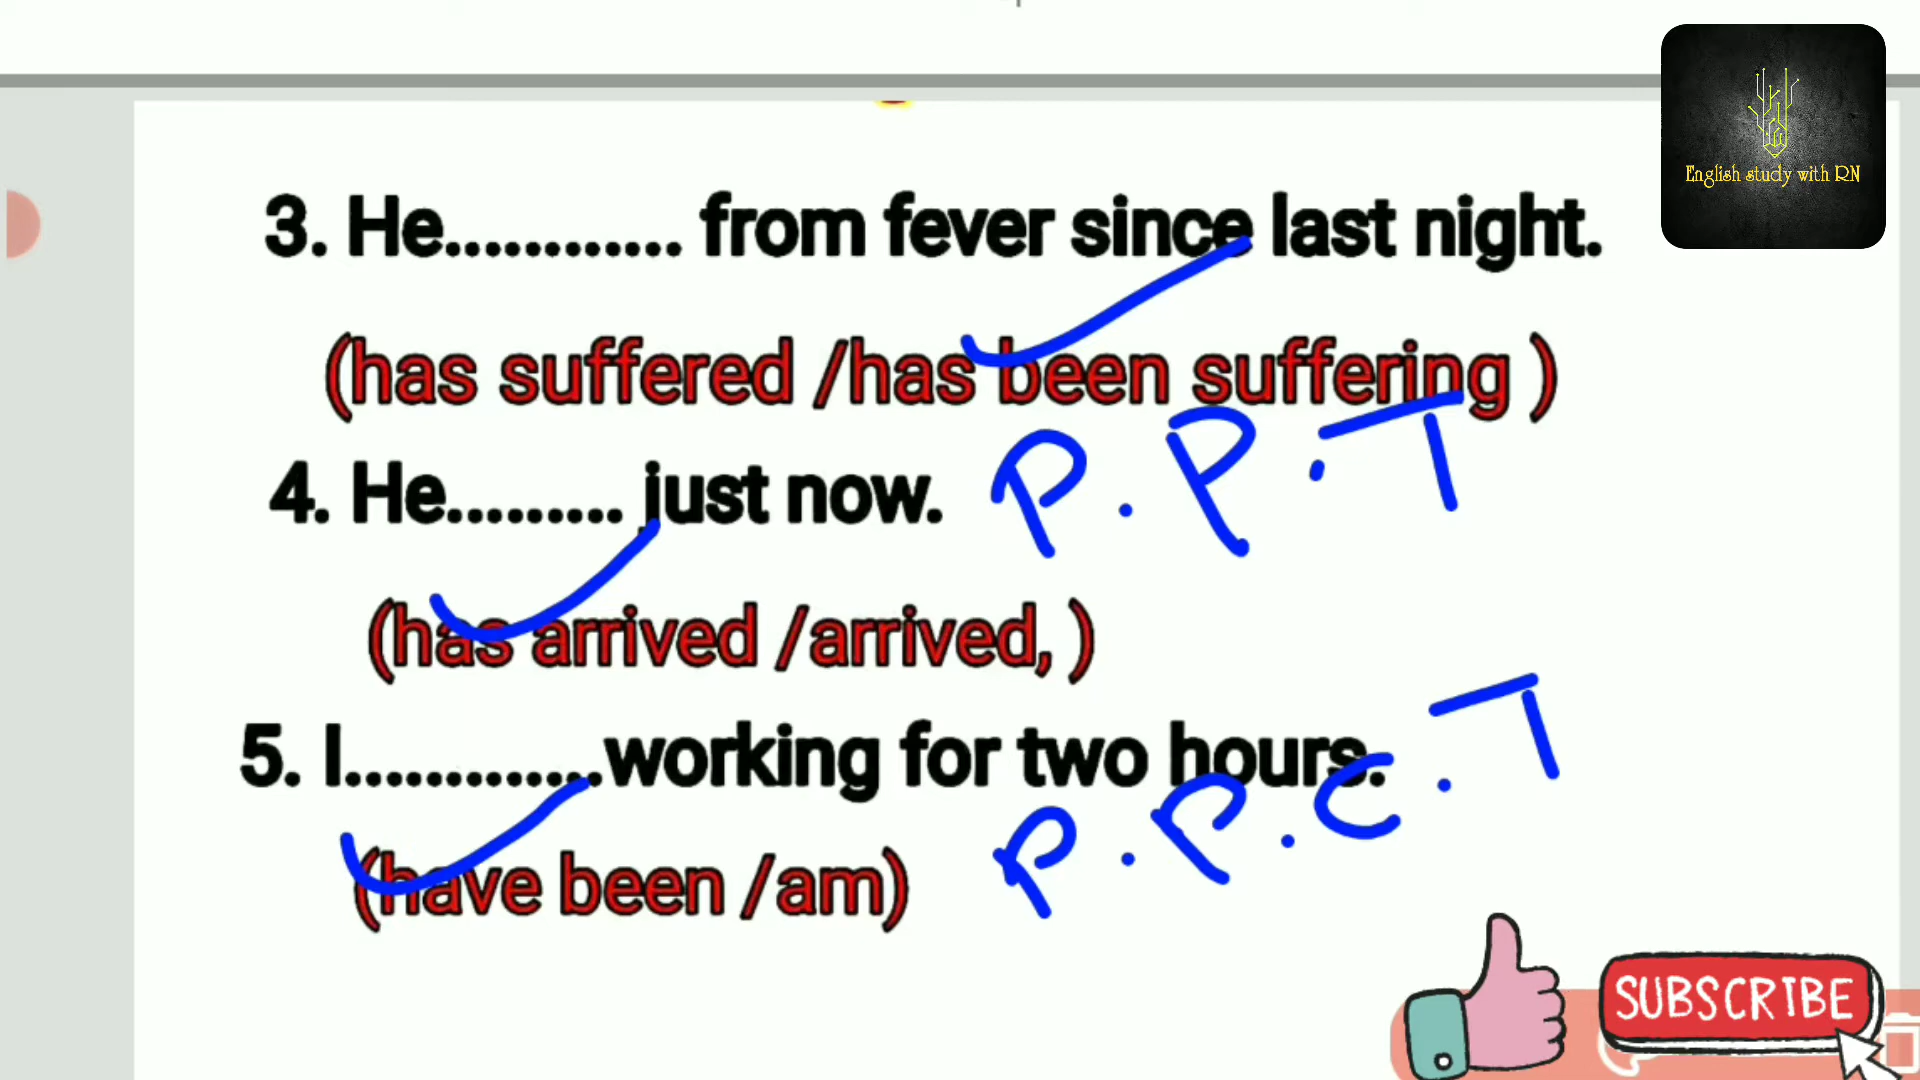 English study with RN
3. He............ from fever since last night.
(has suffered /has been suffering )
4. He......... just now. P.P.T
(has arrived /arrived, )
5. I.............working for two hours.
P.P.C.T
(have been /am)
SUBSCRIBE